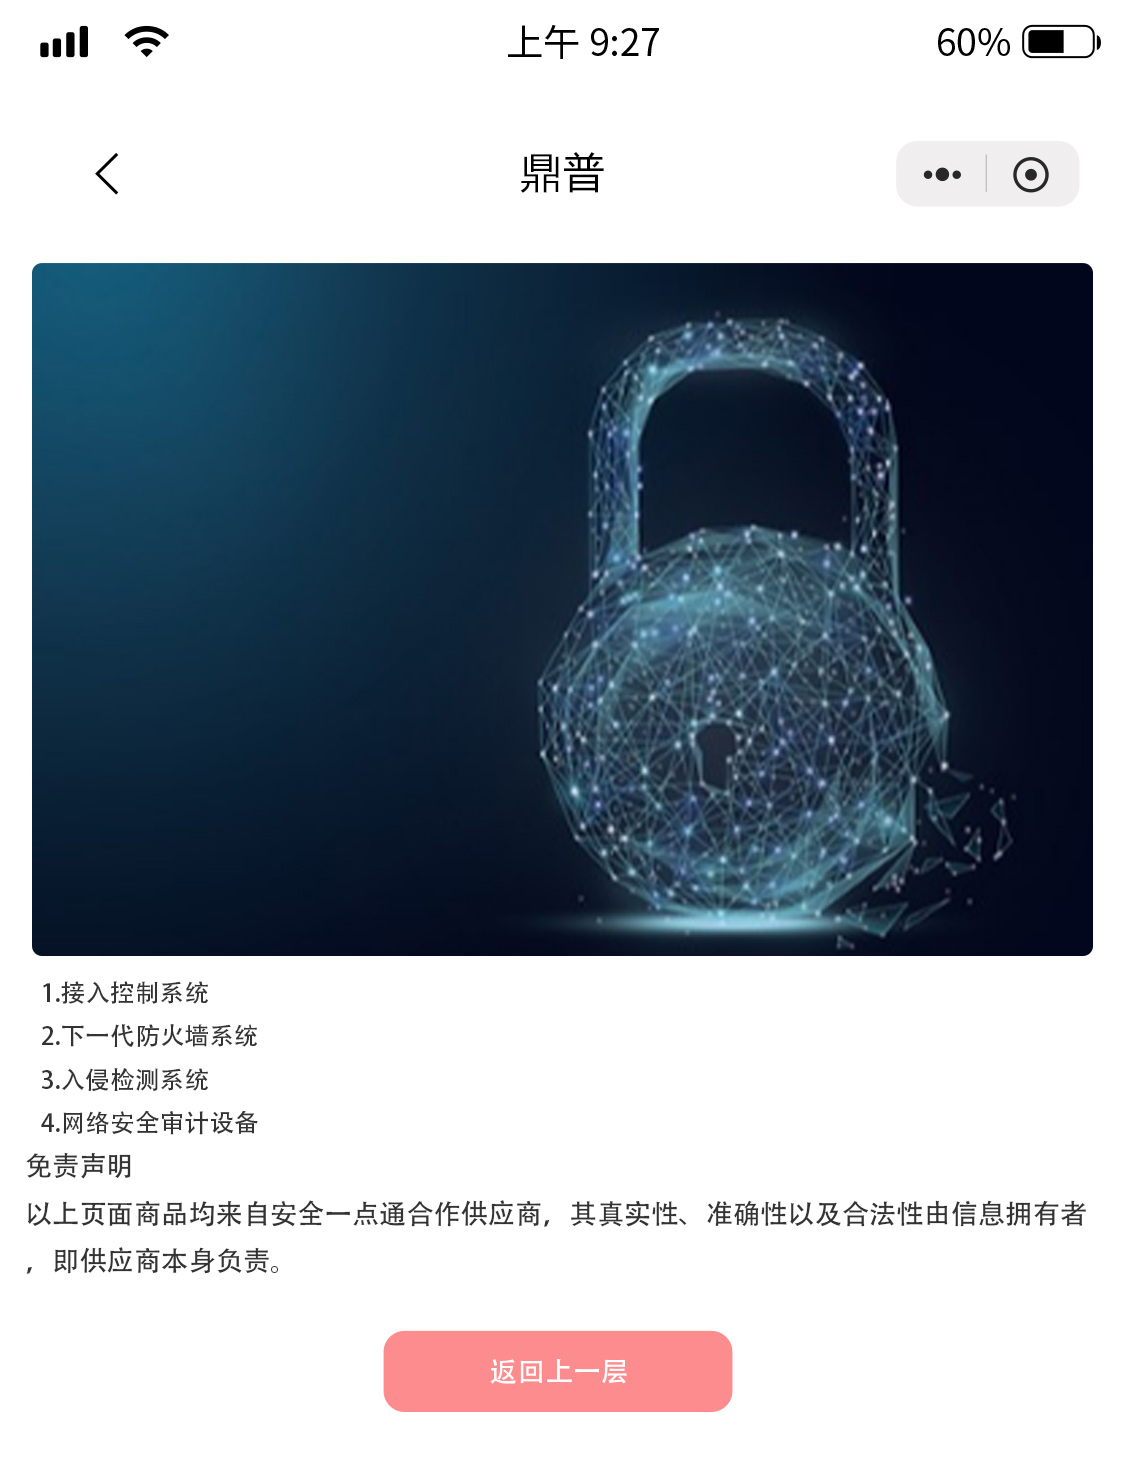 上午 9:27
60%
鼎普
1.接入控制系统
2.下一代防火墙系统
3.入侵检测系统
4.网络安全审计设备
免责声明
以上页面商品均来自安全一点通合作供应商，其真实性、准确性以及合法性由信息拥有者
，即供应商本身负责。
返回上一层